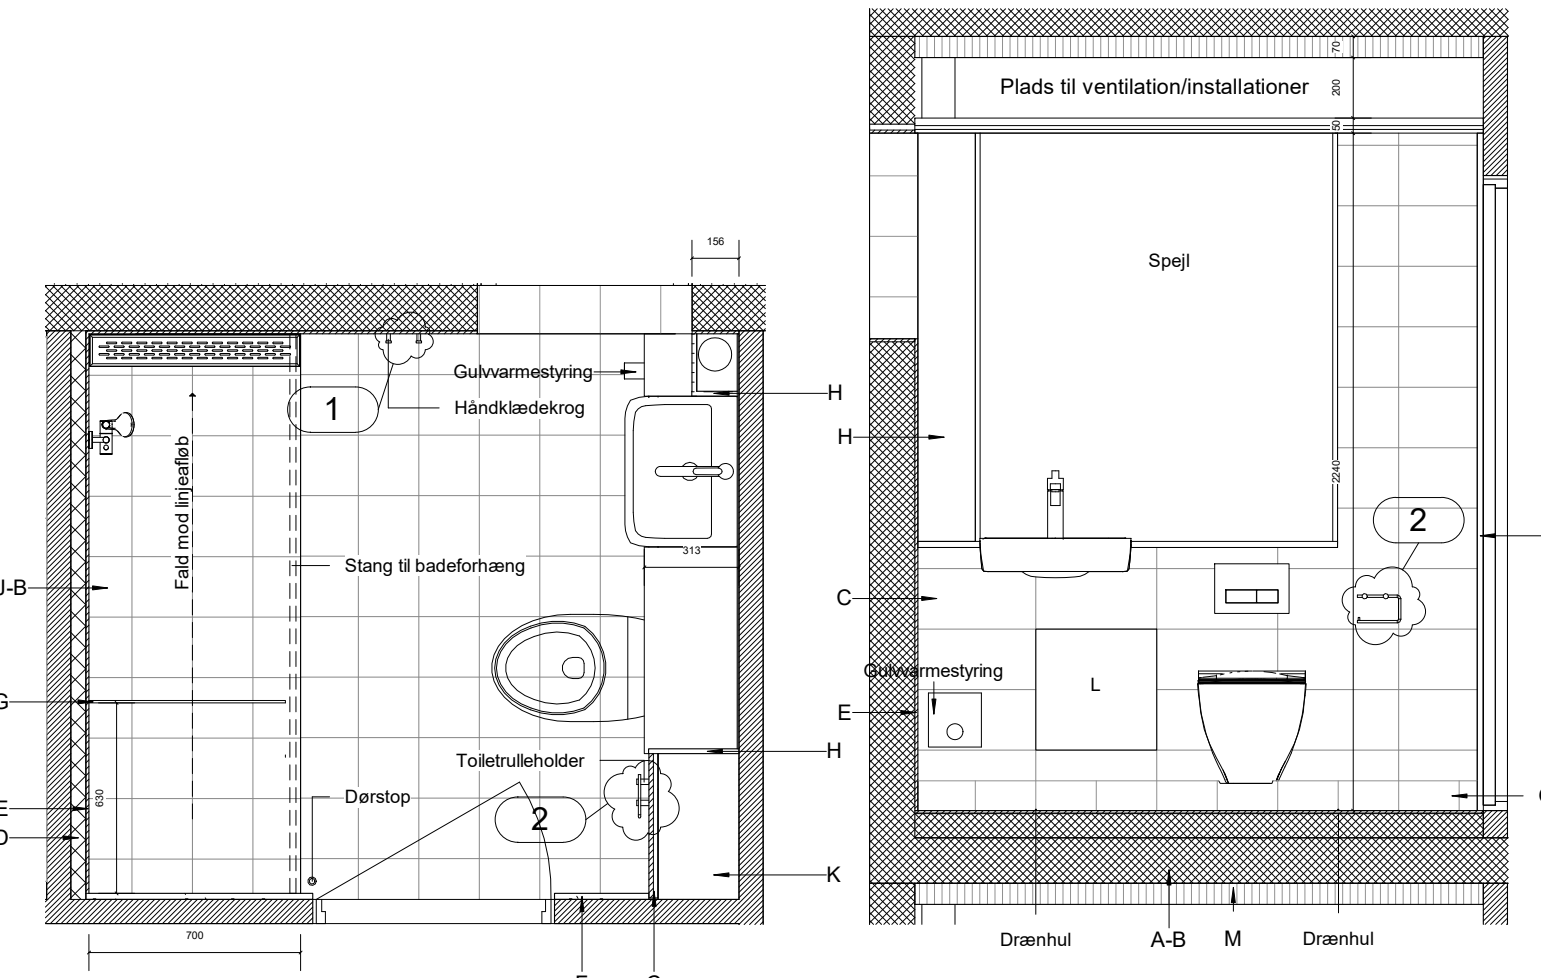 156
Gulvvarmestyring
Håndklædekrog
1
H
Fald mod linjeafløb
313
Stang til badeforhæng
J-B
G
Toiletrulleholder
H
630
Dørstop
2
E
D
K
700
70
Plads til ventilation/installationer
200
50
Spejl
H
2240
2
C
Gulvvarmestyring
L
E
Drænhul
A-B
M
Drænhul